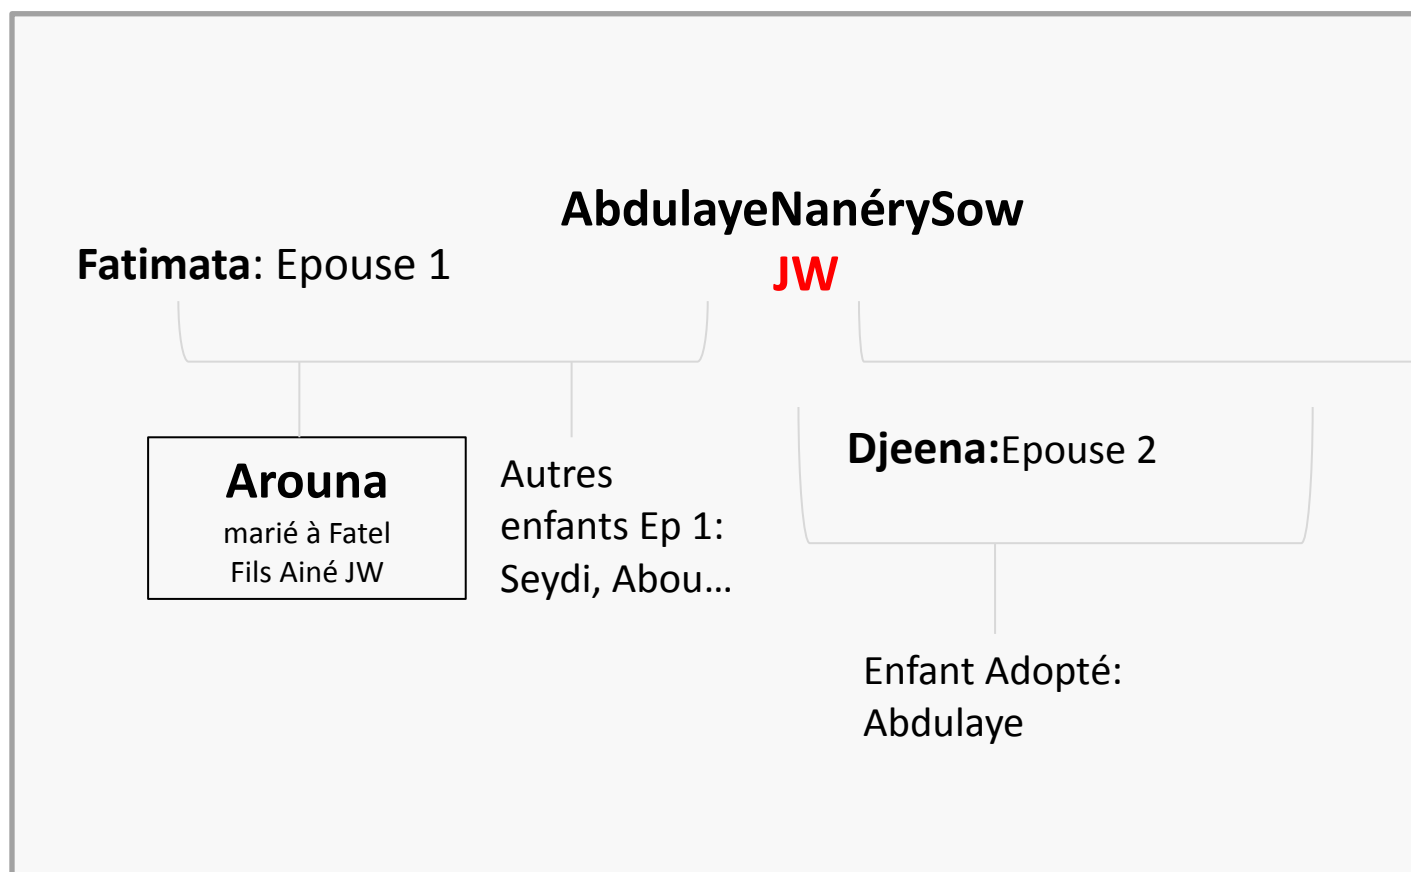 AbdulayeNanérySow
JW
Fatimata: Epouse 1
Arouna
marié à Fatel
Fils Ainé JW
Autres
enfants Ep 1:
Seydi, Abou…
Djeena:Epouse 2
Enfant Adopté:
Abdulaye